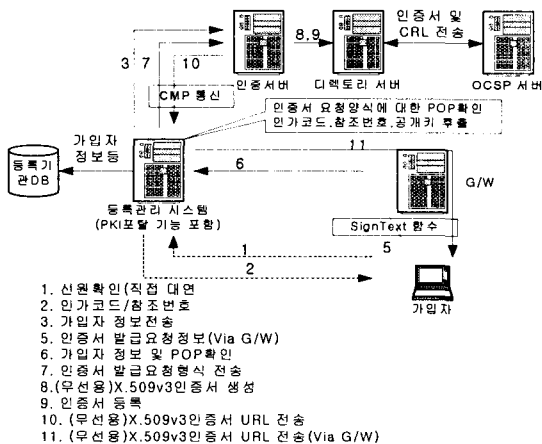 인증서 및
CRL 전송
8,9
3 7
10
인증서버
디렉토리 서버
OCSP 서버
CMP 통신
인증서 요청양식에 대한 POP확인
인가코드,참조번호,공개키 추출
가입자
정보등
11
등록기
관DB
6
G/W
등록관리 시스템
(PKI포탈 기능 포함)
SignText 함수
5
1
2
가입자
1. 신원확인(직접 대면
2. 인가코드/참조번호
3. 가입자 정보전송
5. 인증서 발급요청정보(Via G/W)
6. 가입자 정보 및 POP확인
7. 인증서 발급요청형식 전송
8.(무선용)X.509v3인증서 생성
9. 인증서 등록
10. (무선용)X.509v3인증서 URL 전송
11. (무선용)X.509v3인증서 URL 전송(Via G/W)